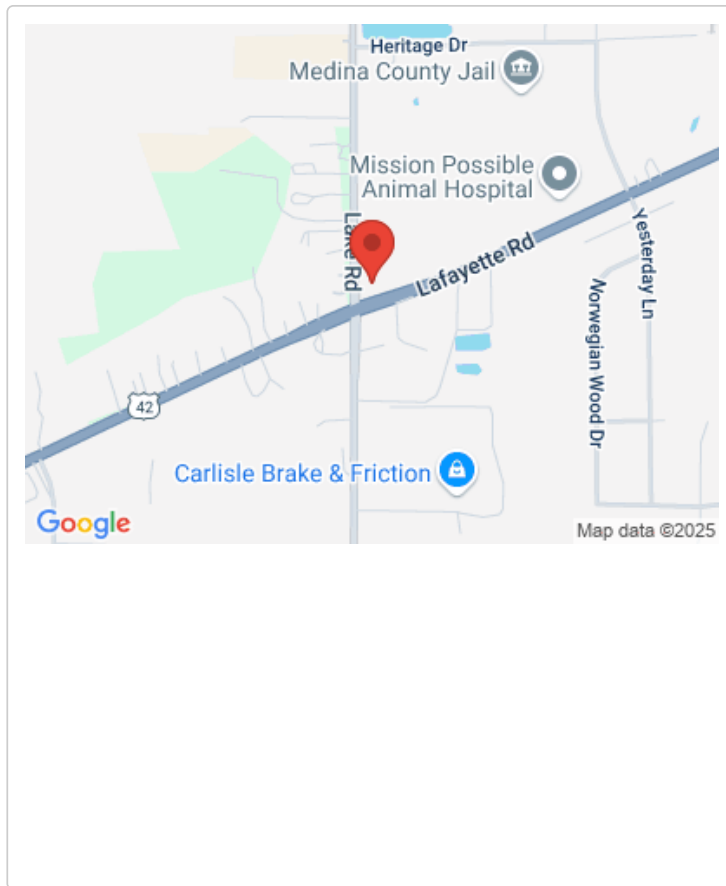 Heritage Dr
Medina County Jail
Mission Possible
Animal Hospital
Lake Rd
Lafayette Rd
Yesterday Ln
Norwegian Wood Dr
42
Carlisle Brake & Friction
Google
Map data ©2025